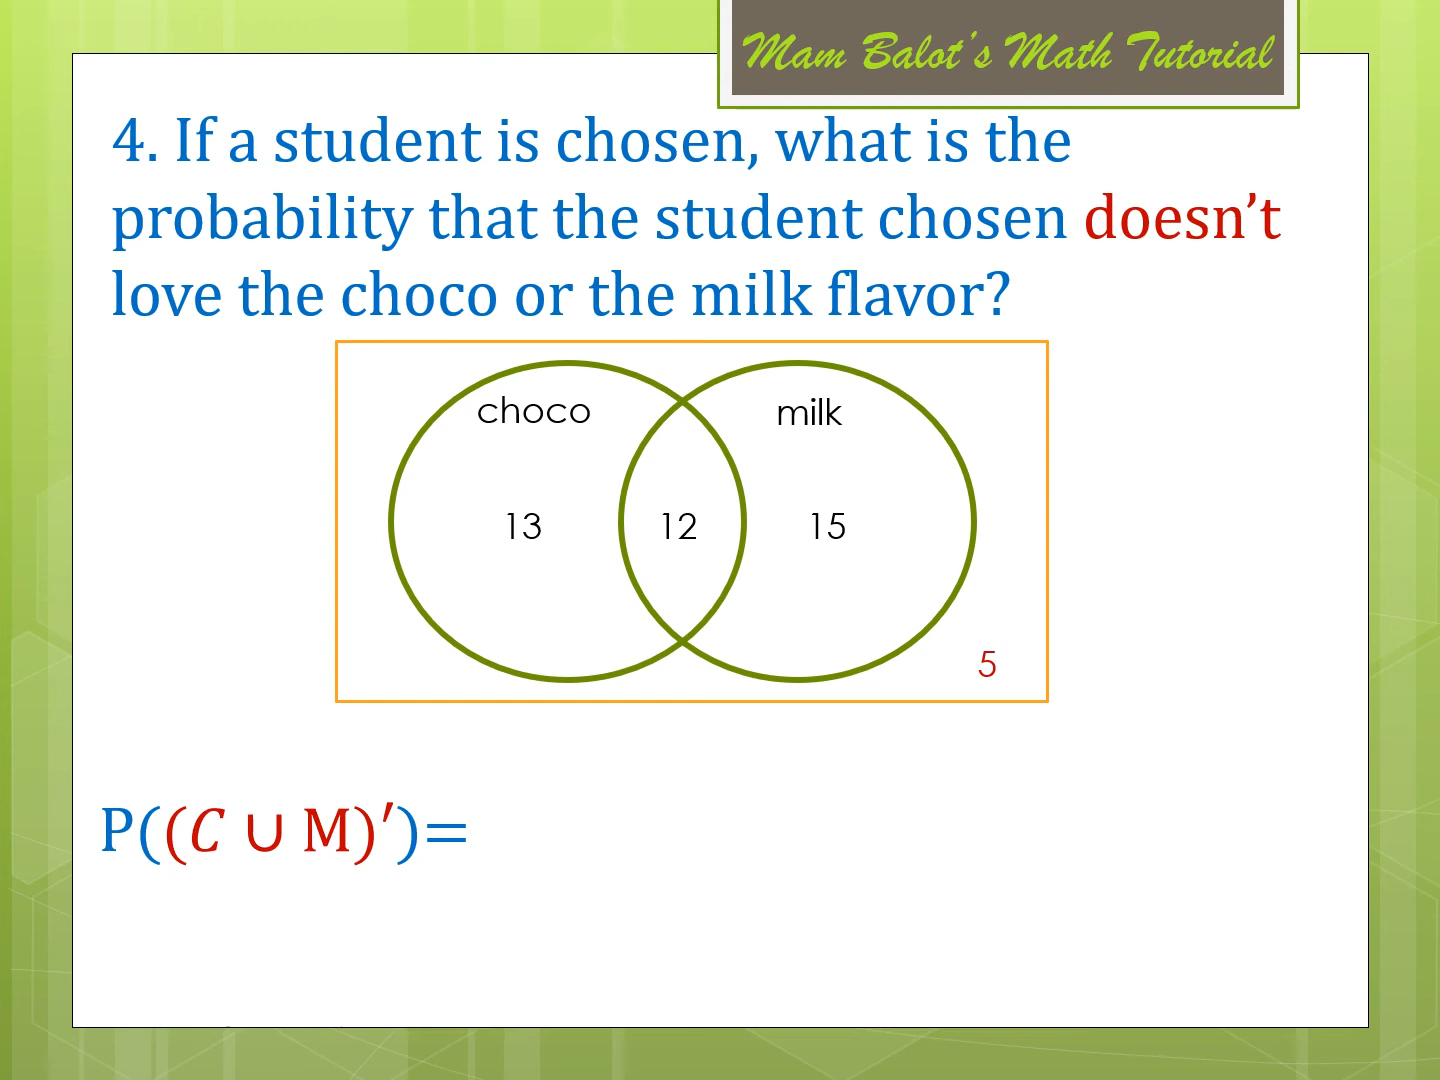 Mam Balot's Math Tutorial
4. If a student is chosen, what is the
probability that the student chosen doesn't
love the choco or the milk flavor?
choco milk
13 12 15
5
P((C ∪ M)′)=